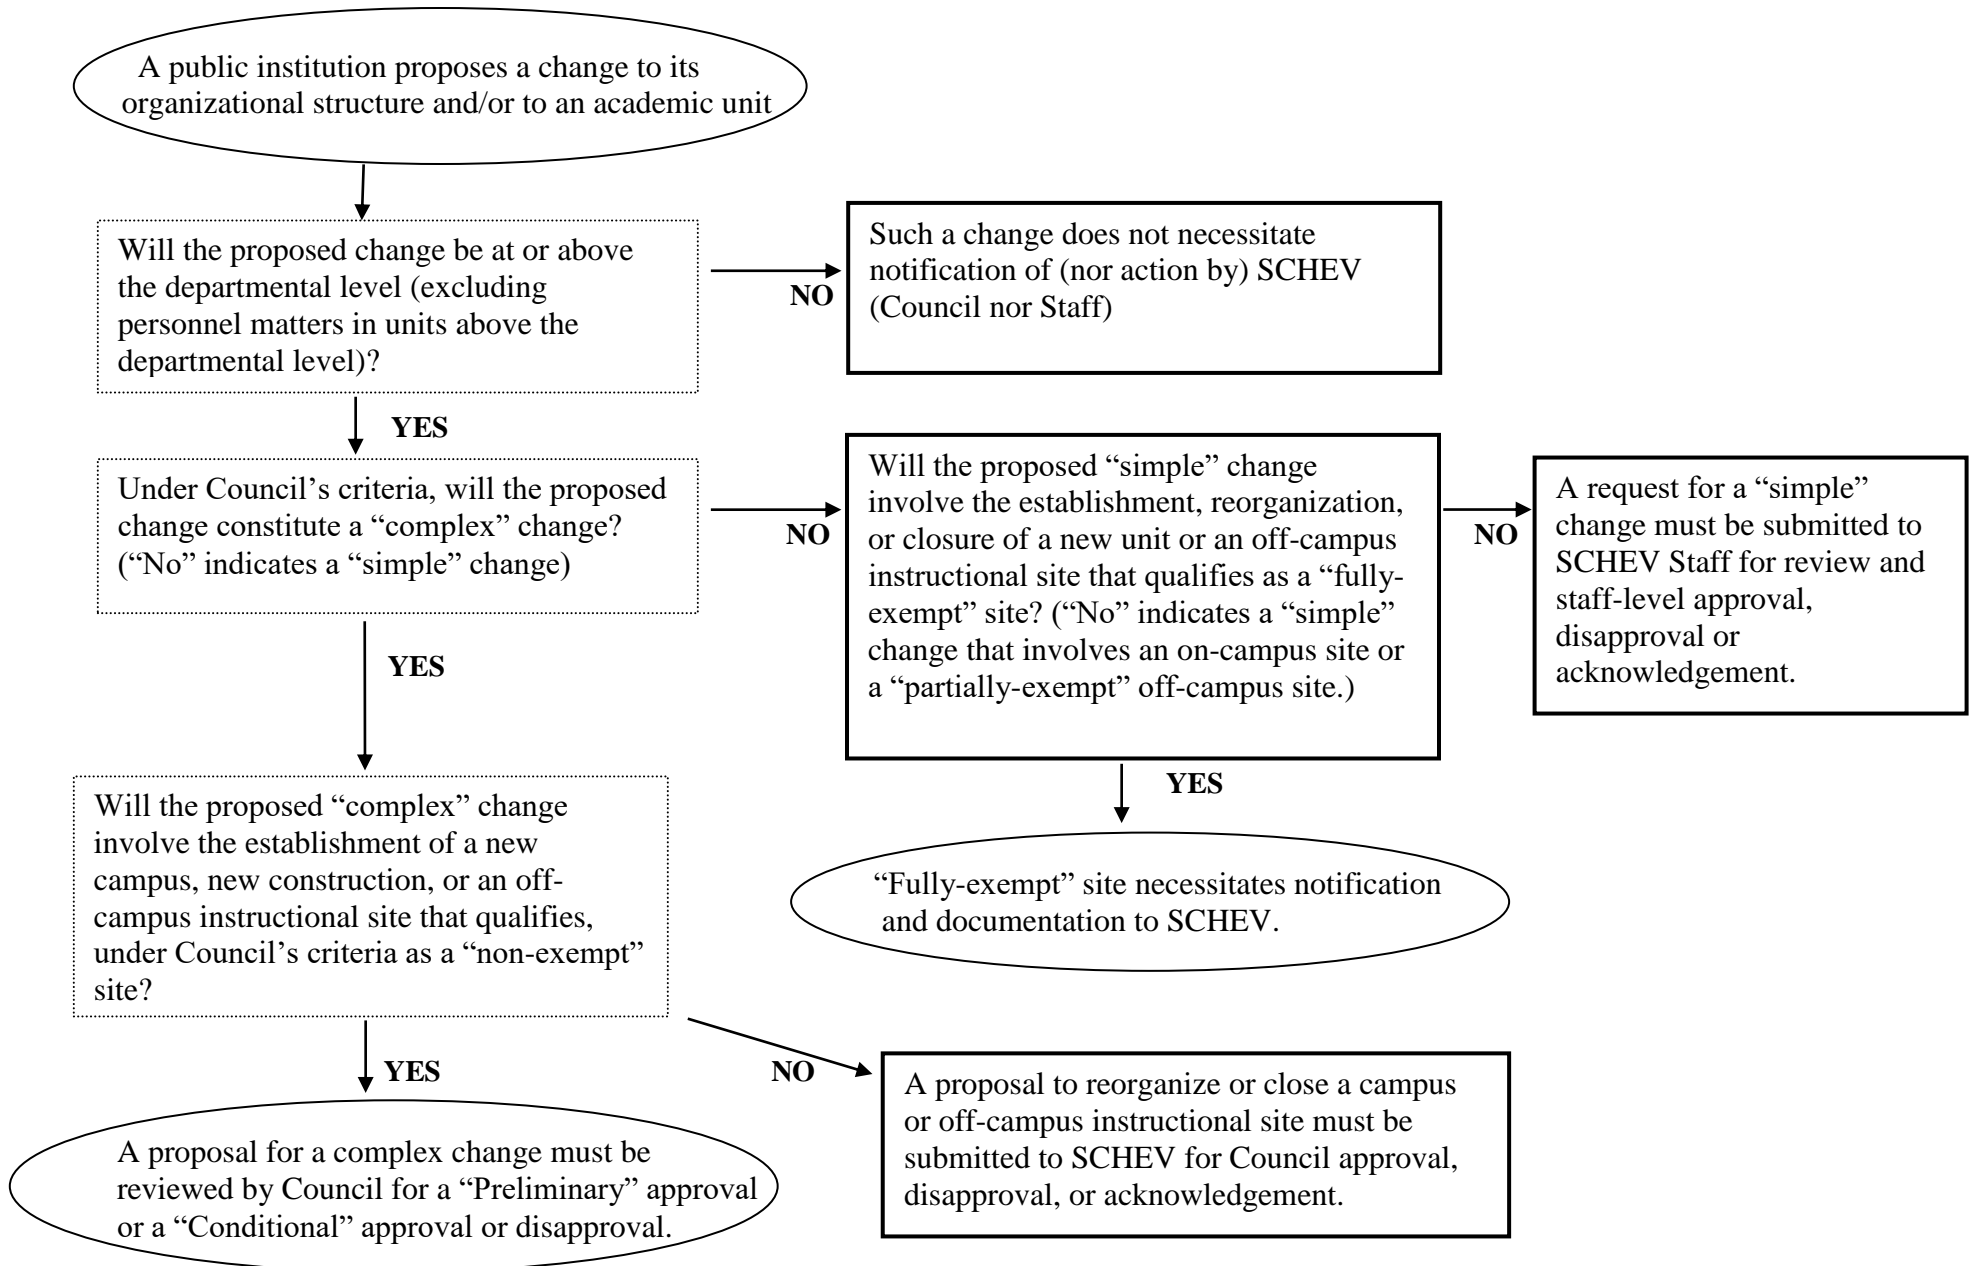 A public institution proposes a change to its
organizational structure and/or to an academic unit
Will the proposed change be at or above
the departmental level (excluding
personnel matters in units above the
departmental level)?
NO
Such a change does not necessitate
notification of (nor action by) SCHEV
(Council nor Staff)
YES
Under Council’s criteria, will the proposed
change constitute a “complex” change?
(“No” indicates a “simple” change)
NO
Will the proposed “simple” change
involve the establishment, reorganization,
or closure of a new unit or an off-campus
instructional site that qualifies as a “fully-
exempt” site? (“No” indicates a “simple”
change that involves an on-campus site or
a “partially-exempt” off-campus site.)
NO
A request for a “simple”
change must be submitted to
SCHEV Staff for review and
staff-level approval,
disapproval or
acknowledgement.
YES
YES
Will the proposed “complex” change
involve the establishment of a new
campus, new construction, or an off-
campus instructional site that qualifies,
under Council’s criteria as a “non-exempt”
site?
“Fully-exempt” site necessitates notification
and documentation to SCHEV.
YES
NO
A proposal for a complex change must be
reviewed by Council for a “Preliminary” approval
or a “Conditional” approval or disapproval.
A proposal to reorganize or close a campus
or off-campus instructional site must be
submitted to SCHEV for Council approval,
disapproval, or acknowledgement.